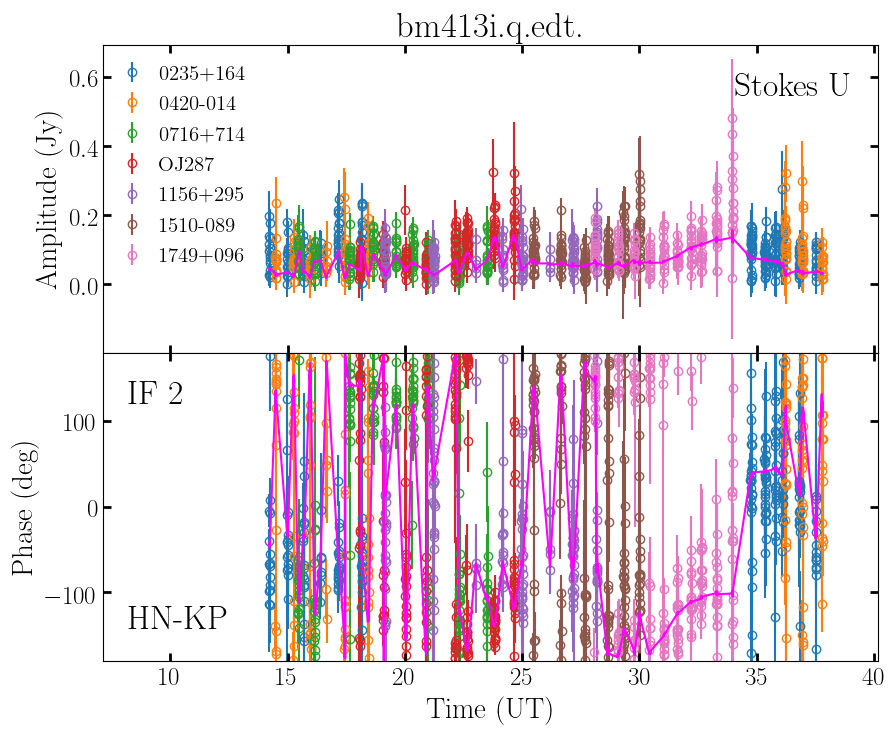 bm413i.q.edt.
Amplitude (Jy)
0.6
0.4
0.2
0.0
0235+164
0420-014
0716+714
OJ287
1156+295
1510-089
1749+096
Stokes U
Phase (deg)
100
0
−100
IF 2
HN-KP
10 15 20 25 30 35 40
Time (UT)